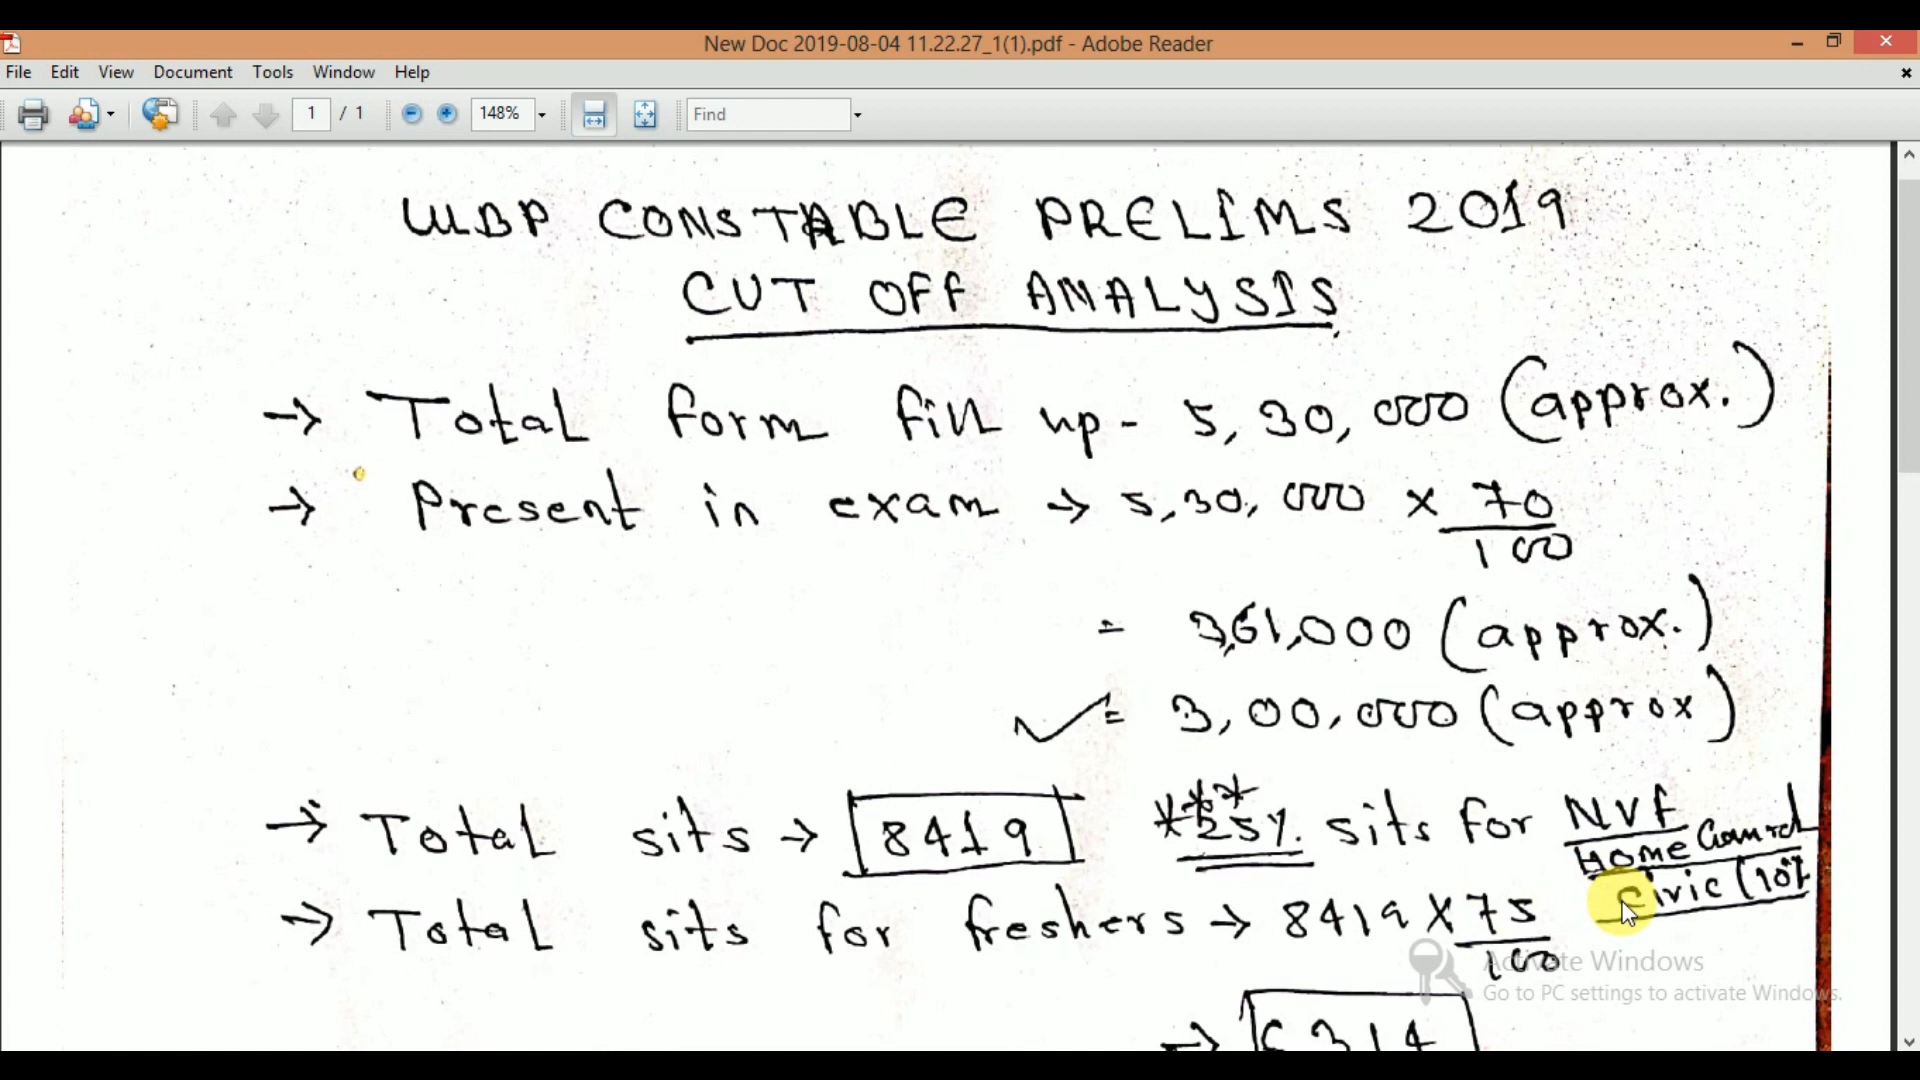 New Doc 2019-08-04 11.22.27_1(1).pdf - Adobe Reader
File Edit View Document Tools Window Help
1 / 1 148% Find
WBP CONSTABLE PRELIMS 2019
CUT OFF ANALYSIS
→ Total form fill up - 5,30,000 (approx.)
→ Present in exam → 5,30,000 × 70/100
= 3,61,000 (approx.)
✓= 3,00,000 (approx)
→ Total sits → 8419 *** 25% sits for NVF
Home Guard
Civic (10%
→ Total sits for freshers → 8419 × 75/100
→ 6314
Activate Windows
Go to PC settings to activate Windows.